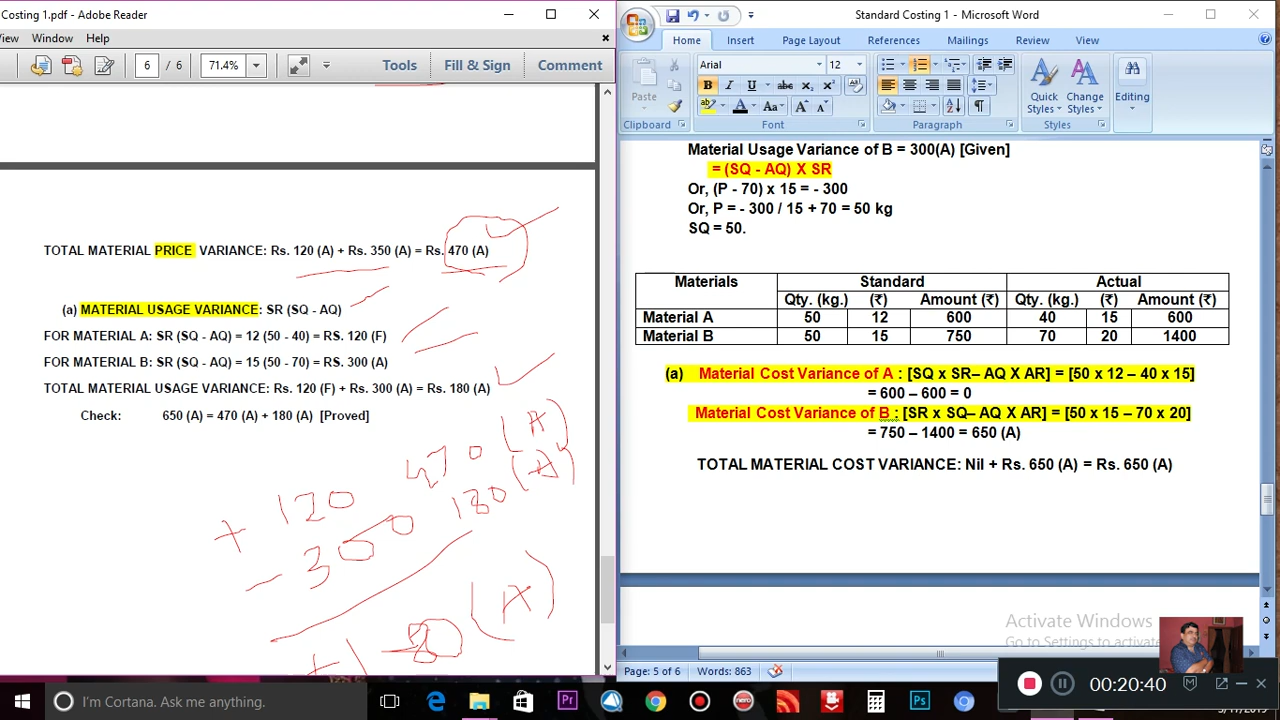 Costing 1.pdf - Adobe Reader
View Window Help
6 / 6 71.4% Tools Fill & Sign Comment
TOTAL MATERIAL PRICE VARIANCE: Rs. 120 (A) + Rs. 350 (A) = Rs. 470 (A)
(a) MATERIAL USAGE VARIANCE: SR (SQ - AQ)
FOR MATERIAL A: SR (SQ - AQ) = 12 (50 - 40) = RS. 120 (F)
FOR MATERIAL B: SR (SQ - AQ) = 15 (50 - 70) = RS. 300 (A)
TOTAL MATERIAL USAGE VARIANCE: Rs. 120 (F) + Rs. 300 (A) = Rs. 180 (A)
Check: 650 (A) = 470 (A) + 180 (A) [Proved]
470 (A)
180 (A)
+ 120
- 300
(A)
Standard Costing 1 - Microsoft Word
Home Insert Page Layout References Mailings Review View
Arial 12
Paste
Quick Styles
Change Styles
Editing
Clipboard Font Paragraph Styles
Material Usage Variance of B = 300(A) [Given]
= (SQ - AQ) X SR
Or, (P - 70) x 15 = - 300
Or, P = - 300 / 15 + 70 = 50 kg
SQ = 50.
Materials Standard Actual
Qty. (kg.) (₹) Amount (₹) Qty. (kg.) (₹) Amount (₹)
Material A 50 12 600 40 15 600
Material B 50 15 750 70 20 1400
(a) Material Cost Variance of A : [SQ x SR– AQ X AR] = [50 x 12 – 40 x 15]
= 600 – 600 = 0
Material Cost Variance of B : [SR x SQ– AQ X AR] = [50 x 15 – 70 x 20]
= 750 – 1400 = 650 (A)
TOTAL MATERIAL COST VARIANCE: Nil + Rs. 650 (A) = Rs. 650 (A)
Activate Windows
Go to Settings to activate
Page: 5 of 6 Words: 863
00:20:40
I'm Cortana. Ask me anything.